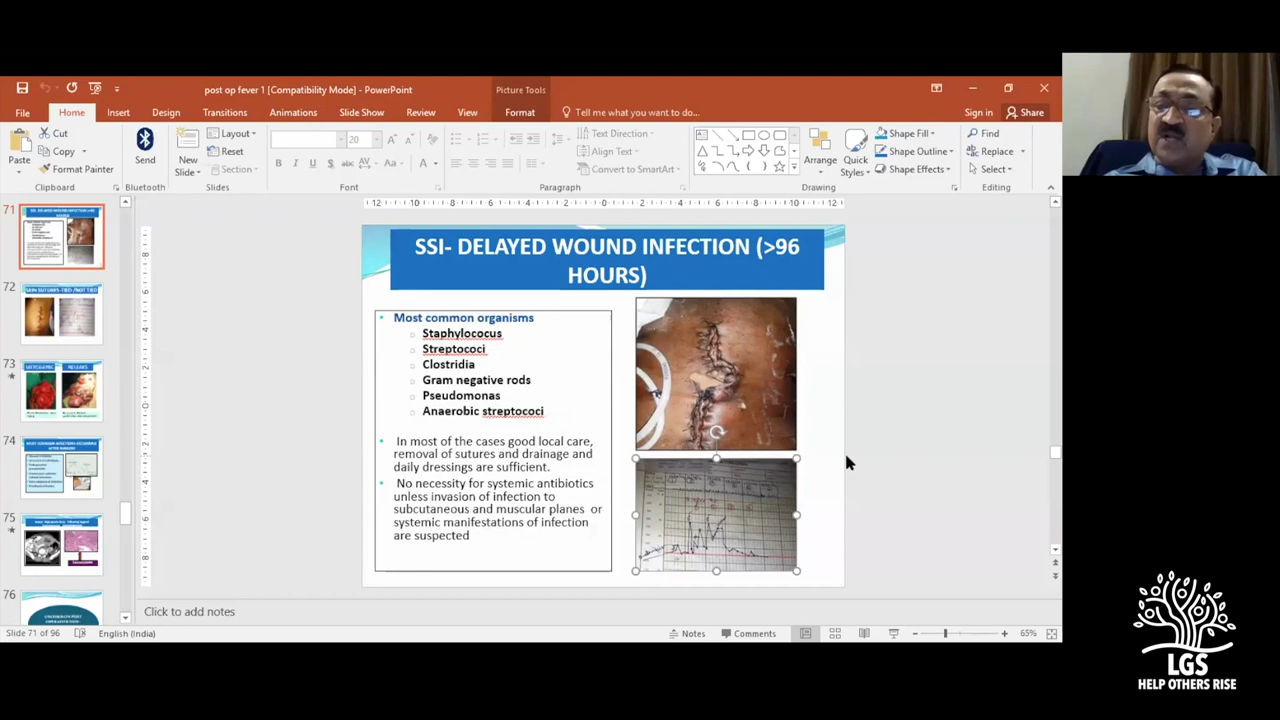 post op fever 1 [Compatibility Mode] - PowerPoint
Picture Tools
File
Home
Insert
Design
Transitions
Animations
Slide Show
Review
View
Format
Tell me what you want to do...
Sign in
Share
Paste
Cut
Copy
Format Painter
Clipboard
Send
Bluetooth
New
Slide
Layout
Reset
Section
Slides
20
Font
Text Direction
Align Text
Convert to SmartArt
Paragraph
Arrange
Quick
Styles
Shape Fill
Shape Outline
Shape Effects
Drawing
Find
Replace
Select
Editing
71
72
73
74
75
76
SSI- DELAYED WOUND INFECTION (>96
HOURS)
Most common organisms
Staphylococus
Streptococi
Clostridia
Gram negative rods
Pseudomonas
Anaerobic streptococi
In most of the cases good local care,
removal of sutures and drainage and
daily dressings are sufficient.
No necessity for systemic antibiotics
unless invasion of infection to
subcutaneous and muscular planes or
systemic manifestations of infection
are suspected
Click to add notes
Slide 71 of 96
English (India)
Notes
Comments
65%
LGS
HELP OTHERS RISE